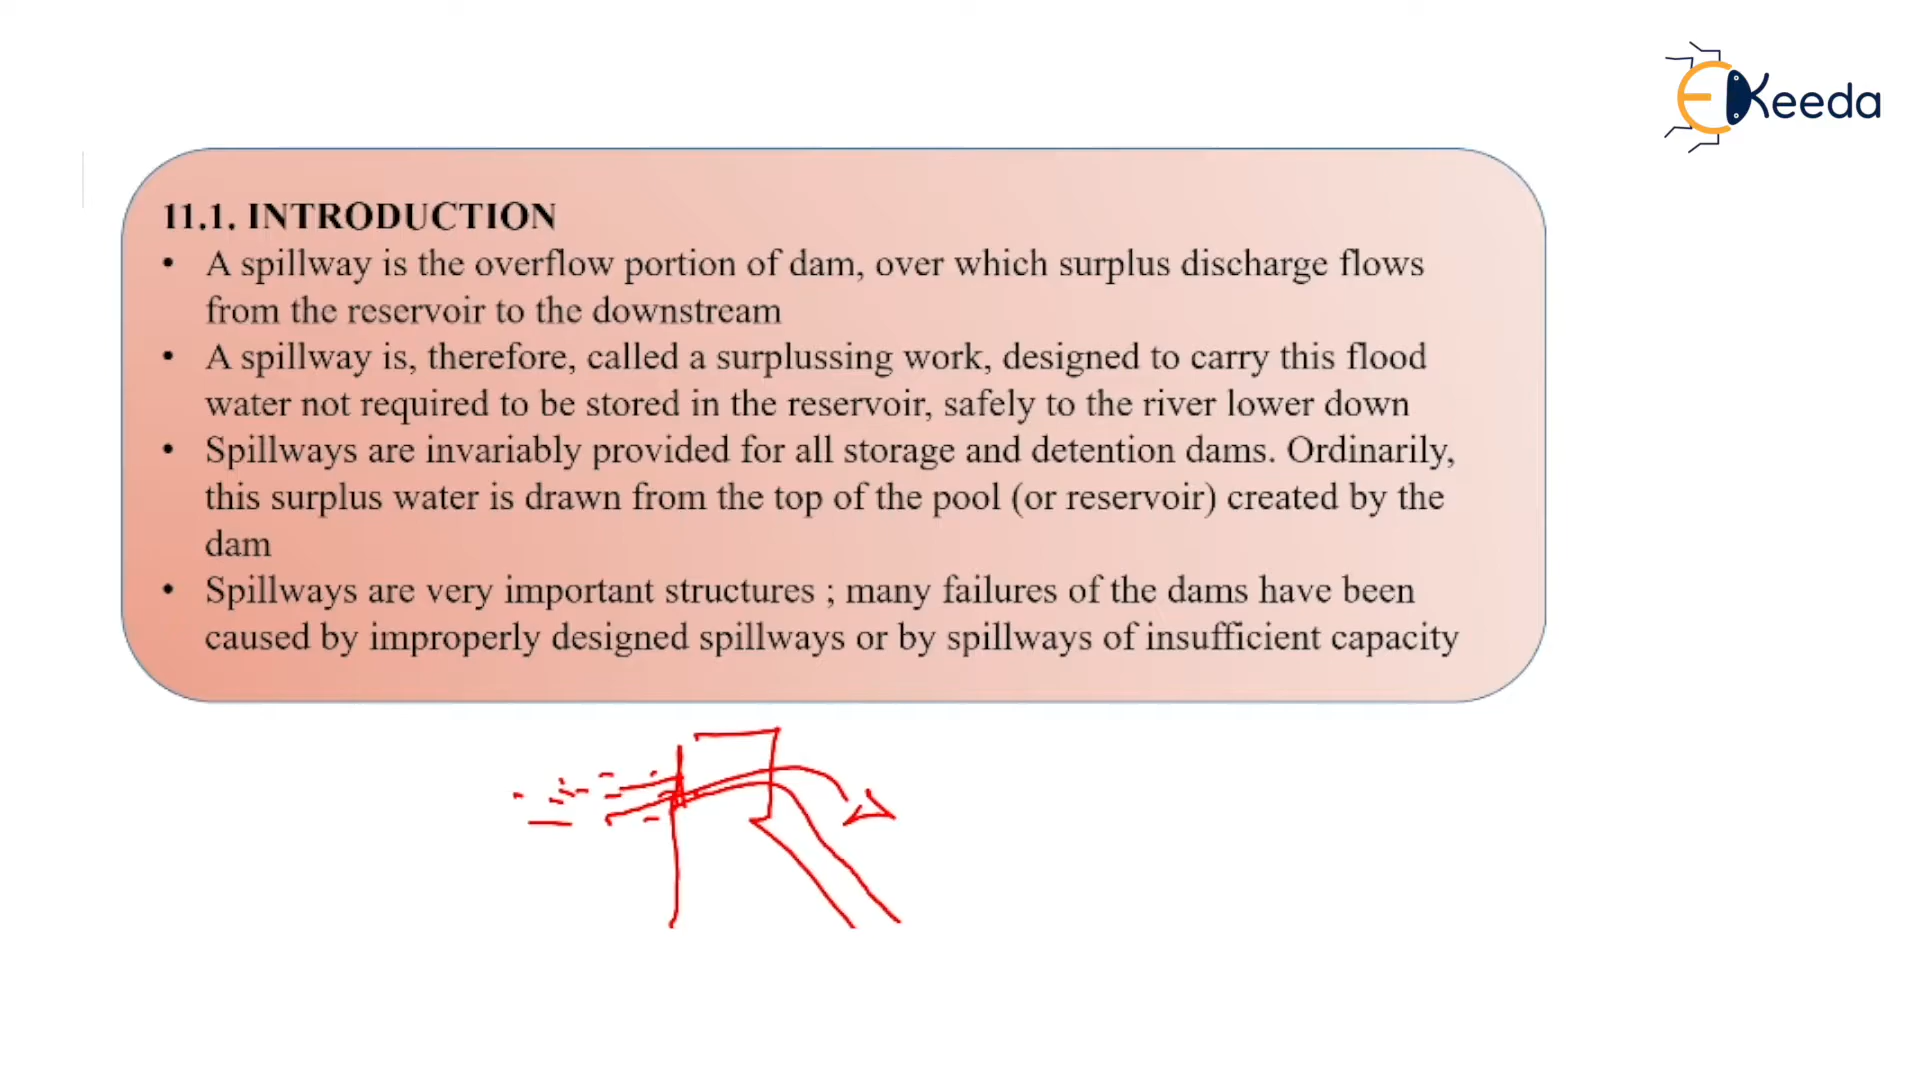 EKeeda
11.1. INTRODUCTION
• A spillway is the overflow portion of dam, over which surplus discharge flows
from the reservoir to the downstream
• A spillway is, therefore, called a surplussing work, designed to carry this flood
water not required to be stored in the reservoir, safely to the river lower down
• Spillways are invariably provided for all storage and detention dams. Ordinarily,
this surplus water is drawn from the top of the pool (or reservoir) created by the
dam
• Spillways are very important structures ; many failures of the dams have been
caused by improperly designed spillways or by spillways of insufficient capacity